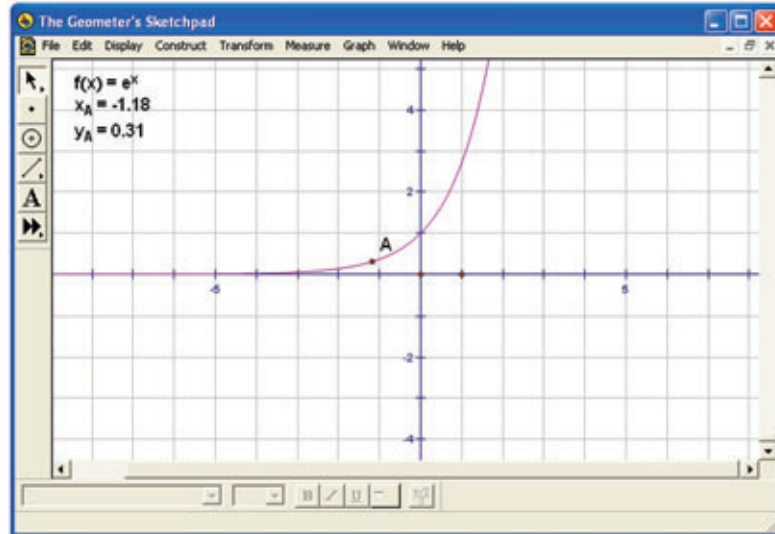 The Geometer's Sketchpad
File Edit Display Construct Transform Measure Graph Window Help
f(x) = eˣ
x_A = -1.18
y_A = 0.31
A
4
2
A
-5
5
-2
-4
B I U